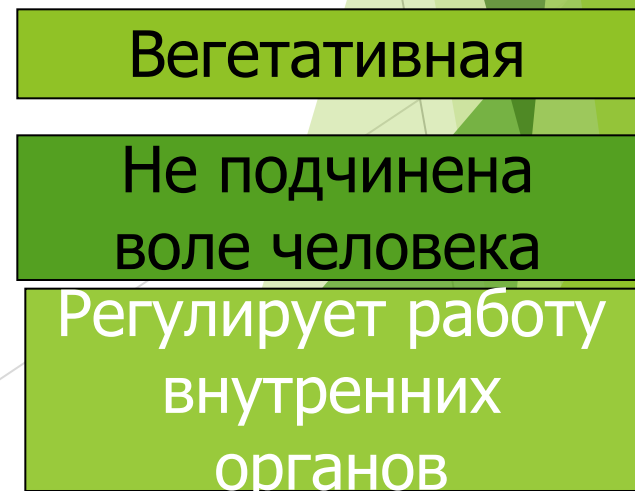 Вегетативная
Не подчинена
воле человека
Регулирует работу
внутренних
органов